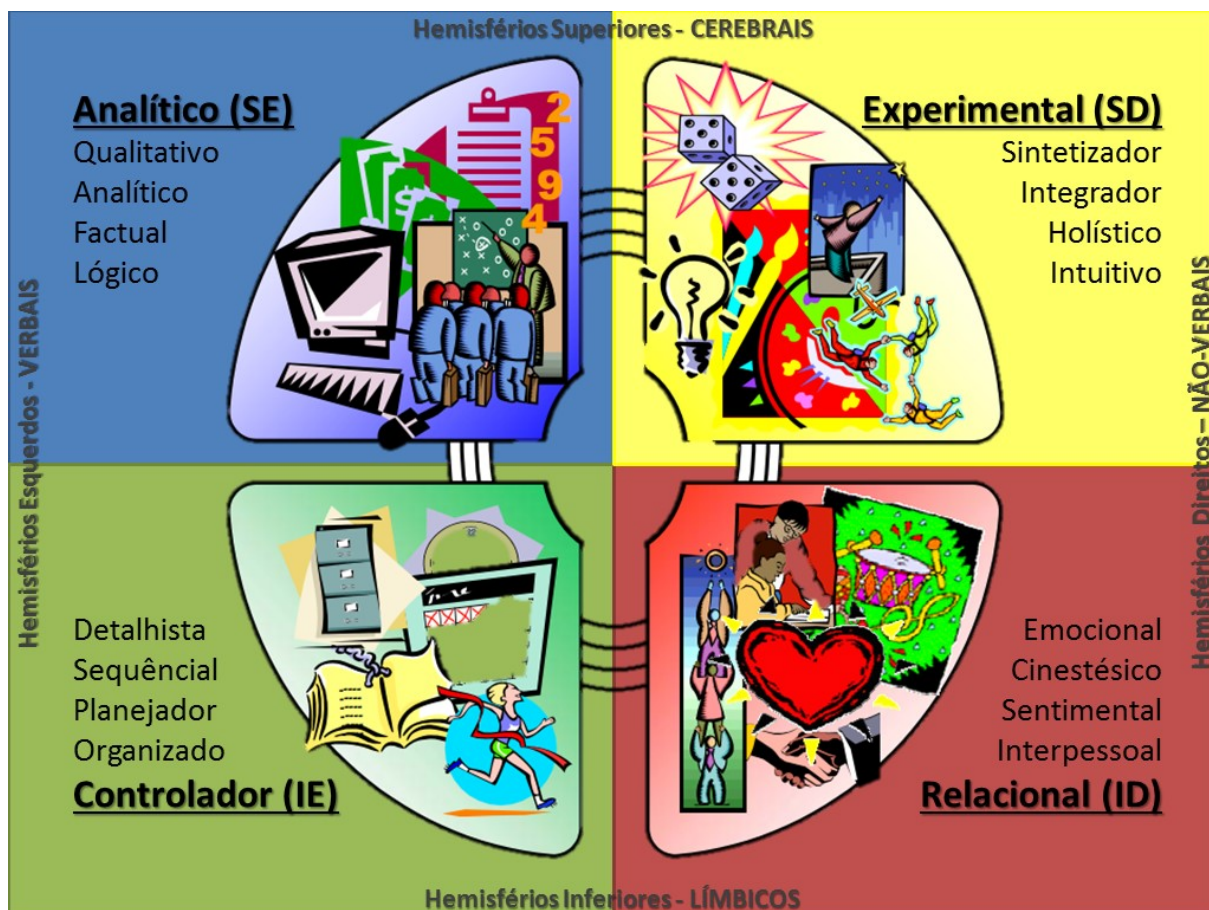 Hemisférios Superiores - CEREBRAIS
Analítico (SE)
Qualitativo
Analítico
Factual
Lógico
2
5
9
4
Experimental (SD)
Sintetizador
Integrador
Holístico
Intuitivo
Hemisférios Esquerdos - VERBAIS
Hemisférios Direitos – NÃO-VERBAIS
Detalhista
Sequêncial
Planejador
Organizado
Controlador (IE)
Emocional
Cinestésico
Sentimental
Interpessoal
Relacional (ID)
Hemisférios Inferiores - LÍMBICOS